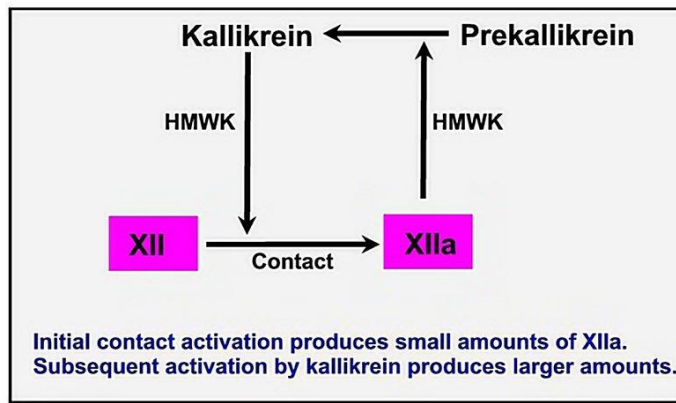 Kallikrein
Prekallikrein
HMWK
HMWK
XII
Contact
XIIa
Initial contact activation produces small amounts of XIIa.
Subsequent activation by kallikrein produces larger amounts.